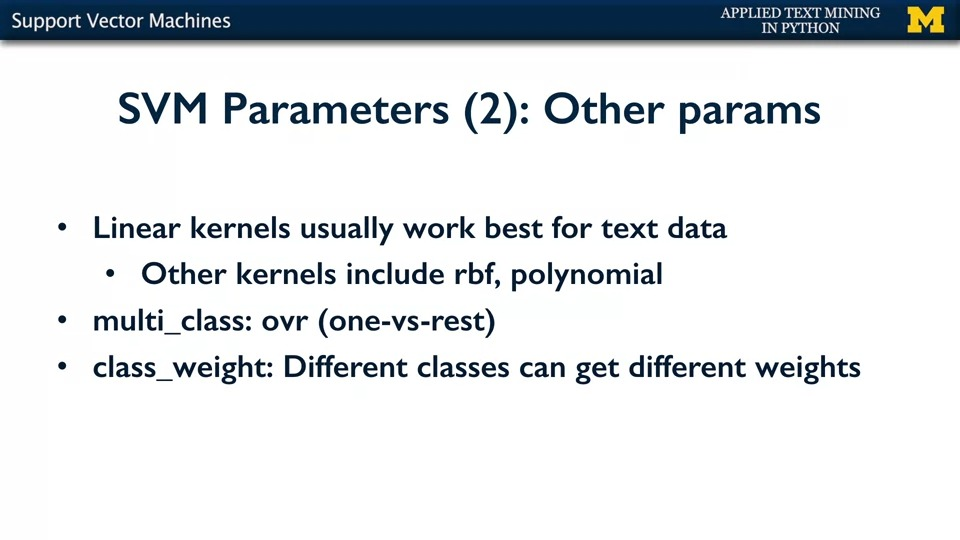 Support Vector Machines
APPLIED TEXT MINING
IN PYTHON
M
SVM Parameters (2): Other params
• Linear kernels usually work best for text data
• Other kernels include rbf, polynomial
• multi_class: ovr (one-vs-rest)
• class_weight: Different classes can get different weights